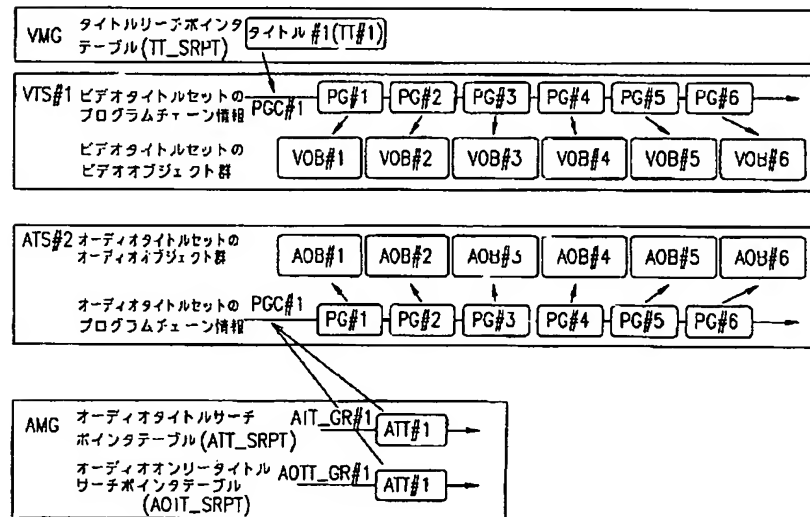 VMG タイトルサーチポインタ
テーブル(TT_SRPT)
タイトル #1(TT#1)
VTS#1 ビデオタイトルセットの
プログラムチェーン情報
PGC#1 PG#1 PG#2 PG#3 PG#4 PG#5 PG#6
ビデオタイトルセットの
ビデオオブジェクト群
VOB#1 VOB#2 VOB#3 VOB#4 VOB#5 VOB#6
ATS#2 オーディオタイトルセットの
オーディオオブジェクト群
AOB#1 AOB#2 AOB#3 AOB#4 AOB#5 AOB#6
オーディオタイトルセットの
プログラムチェーン情報
PGC#1 PG#1 PG#2 PG#3 PG#4 PG#5 PG#6
AMG オーディオタイトルサーチ
ポインタテーブル(ATT_SRPT)
AIT_GR#1 ATT#1
オーディオオンリータイトル
サーチポインタテーブル
(AOIT_SRPT)
AOTT_GR#1 ATT#1